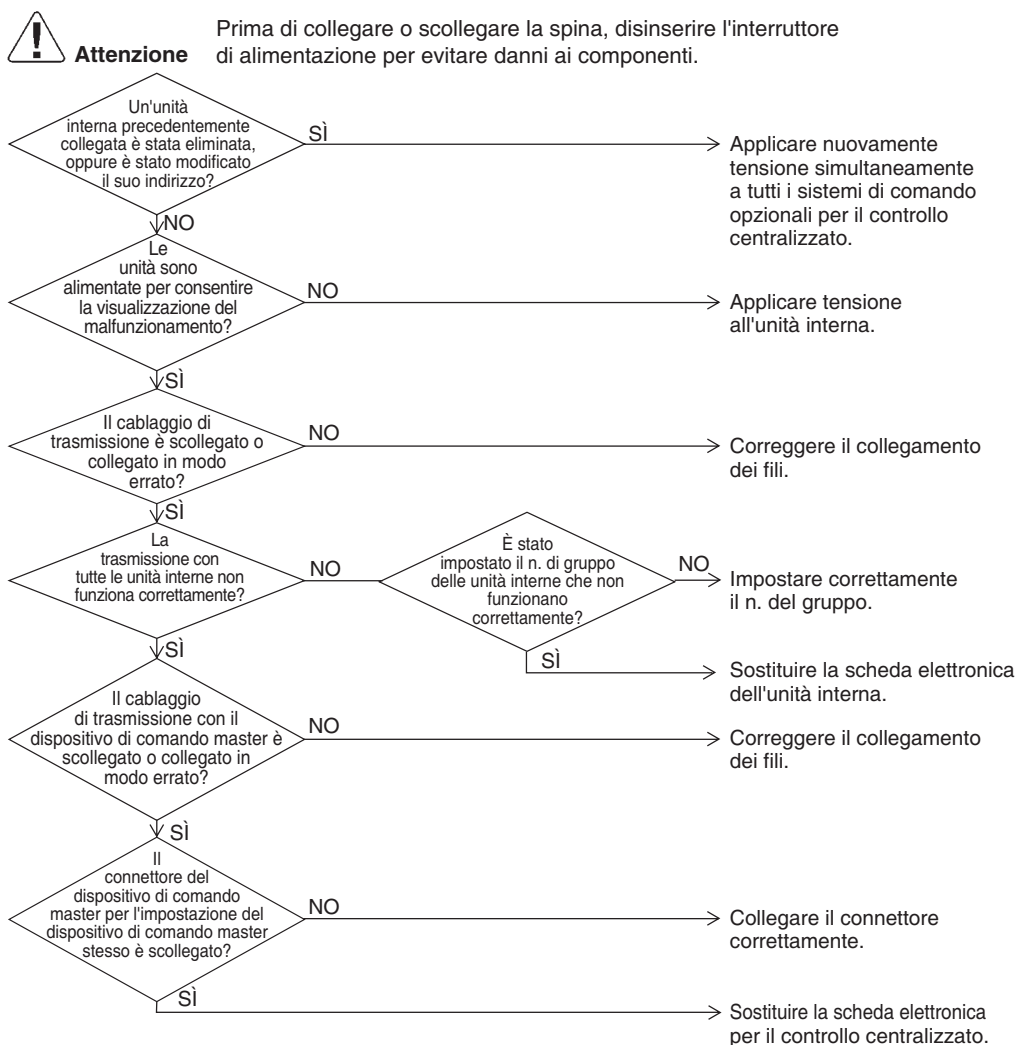 Attenzione
Prima di collegare o scollegare la spina, disinserire l'interruttore
di alimentazione per evitare danni ai componenti.
Un'unità
interna precedentemente
collegata è stata eliminata,
oppure è stato modificato
il suo indirizzo?
SÌ
Applicare nuovamente
tensione simultaneamente
a tutti i sistemi di comando
opzionali per il controllo
centralizzato.
NO
Le
unità sono
alimentate per consentire
la visualizzazione del
malfunzionamento?
NO
Applicare tensione
all'unità interna.
SÌ
Il cablaggio di
trasmissione è scollegato o
collegato in modo
errato?
NO
Correggere il collegamento
dei fili.
SÌ
La
trasmissione con
tutte le unità interne non
funziona correttamente?
NO
È stato
impostato il n. di gruppo
delle unità interne che non
funzionano
correttamente?
NO
Impostare correttamente
il n. del gruppo.
SÌ
Sostituire la scheda elettronica
dell'unità interna.
SÌ
Il cablaggio
di trasmissione con il
dispositivo di comando master è
scollegato o collegato in
modo errato?
NO
Correggere il collegamento
dei fili.
SÌ
Il
connettore del
dispositivo di comando
master per l'impostazione del
dispositivo di comando master
stesso è scollegato?
NO
Collegare il connettore
correttamente.
SÌ
Sostituire la scheda elettronica
per il controllo centralizzato.